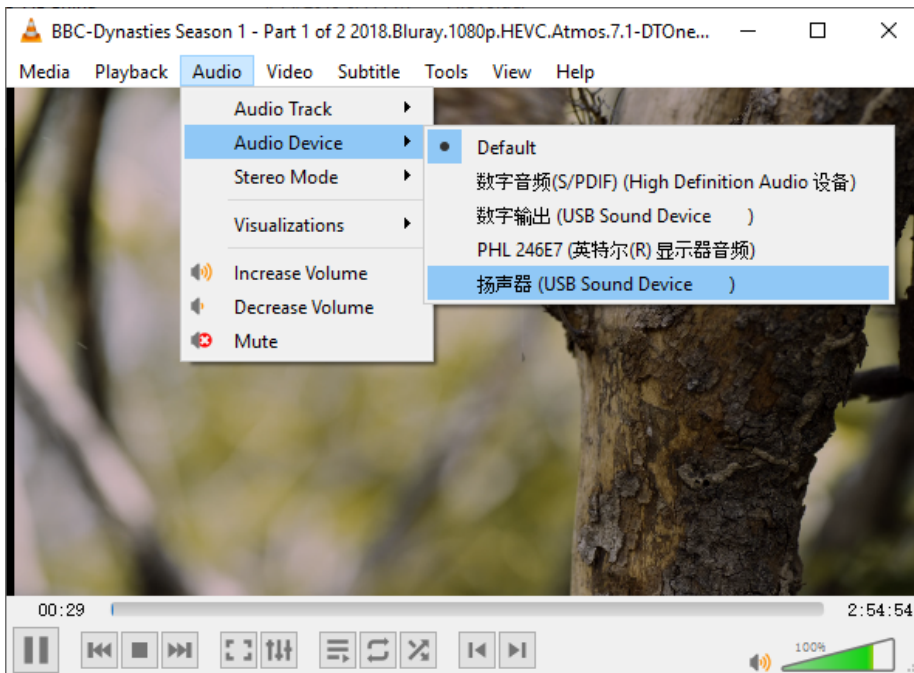 BBC-Dynasties Season 1 - Part 1 of 2 2018.Bluray.1080p.HEVC.Atmos.7.1-DTOne...
Media Playback Audio Video Subtitle Tools View Help
Audio Track
Audio Device
Stereo Mode
Visualizations
Increase Volume
Decrease Volume
Mute
Default
数字音频(S/PDIF) (High Definition Audio 设备)
数字输出 (USB Sound Device )
PHL 246E7 (英特尔(R) 显示器音频)
扬声器 (USB Sound Device )
00:29 2:54:54
100%